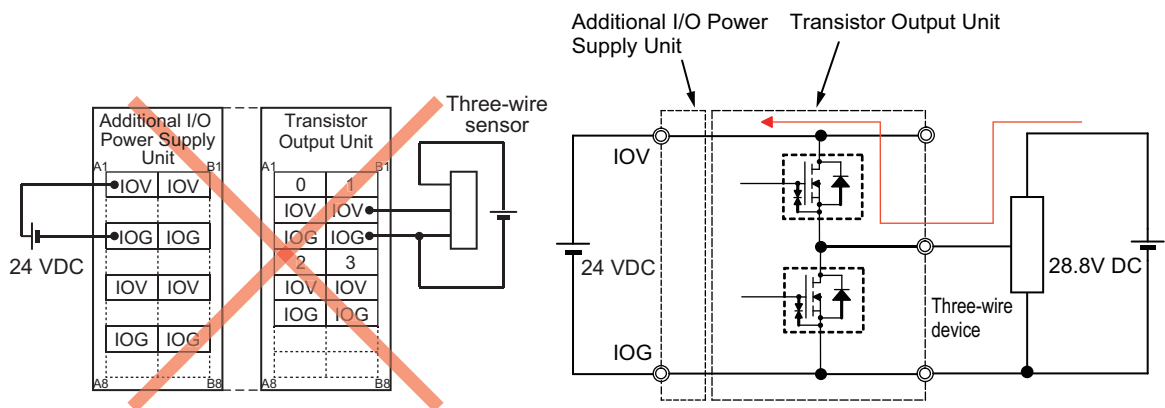 Additional I/O Power Supply Unit
A1
B1
IOV IOV
IOG IOG
IOV IOV
IOG IOG
A8
B8
24 VDC
Transistor Output Unit
A1
B1
0 1
IOV IOV
IOG IOG
2 3
IOV IOV
IOG IOG
A8
B8
Three-wire
sensor
Additional I/O Power
Supply Unit
Transistor Output Unit
IOV
24 VDC
IOG
Three-wire
device
28.8V DC